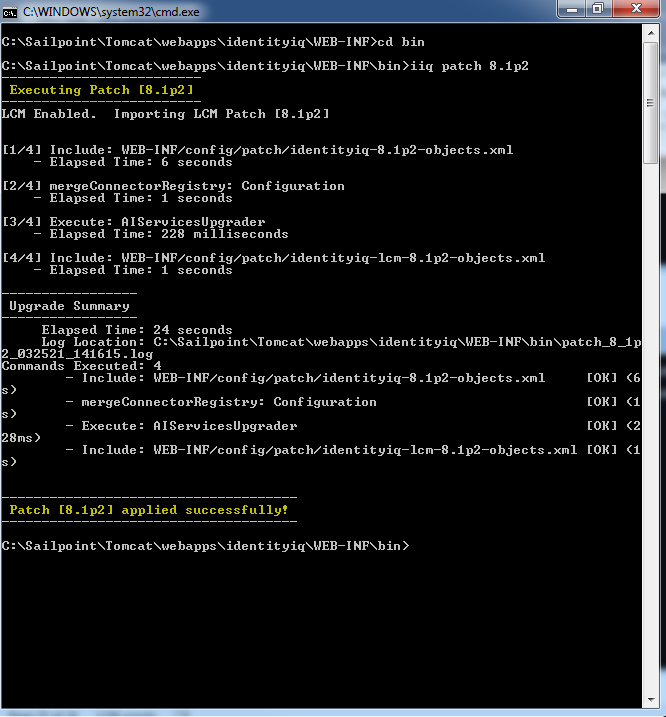 C:\WINDOWS\system32\cmd.exe
C:\Sailpoint\Tomcat\webapps\identityiq\WEB-INF>cd bin
C:\Sailpoint\Tomcat\webapps\identityiq\WEB-INF\bin>iiq patch 8.1p2
-------------------------
Executing Patch [8.1p2]
-------------------------
LCM Enabled.  Importing LCM Patch [8.1p2]
[1/4] Include: WEB-INF/config/patch/identityiq-8.1p2-objects.xml
- Elapsed Time: 6 seconds
[2/4] mergeConnectorRegistry: Configuration
- Elapsed Time: 1 seconds
[3/4] Execute: AIServicesUpgrader
- Elapsed Time: 228 milliseconds
[4/4] Include: WEB-INF/config/patch/identityiq-lcm-8.1p2-objects.xml
- Elapsed Time: 1 seconds
-----------------
Upgrade Summary
-----------------
Elapsed Time: 24 seconds
Log Location: C:\Sailpoint\Tomcat\webapps\identityiq\WEB-INF\bin\patch_8_1p
2_032521_141615.log
Commands Executed: 4
- Include: WEB-INF/config/patch/identityiq-8.1p2-objects.xml     [OK] (6
s)
- mergeConnectorRegistry: Configuration                          [OK] (1
s)
- Execute: AIServicesUpgrader                                    [OK] (2
28ms)
- Include: WEB-INF/config/patch/identityiq-lcm-8.1p2-objects.xml [OK] (1
s)
-------------------------------------
Patch [8.1p2] applied successfully!
-------------------------------------
C:\Sailpoint\Tomcat\webapps\identityiq\WEB-INF\bin>